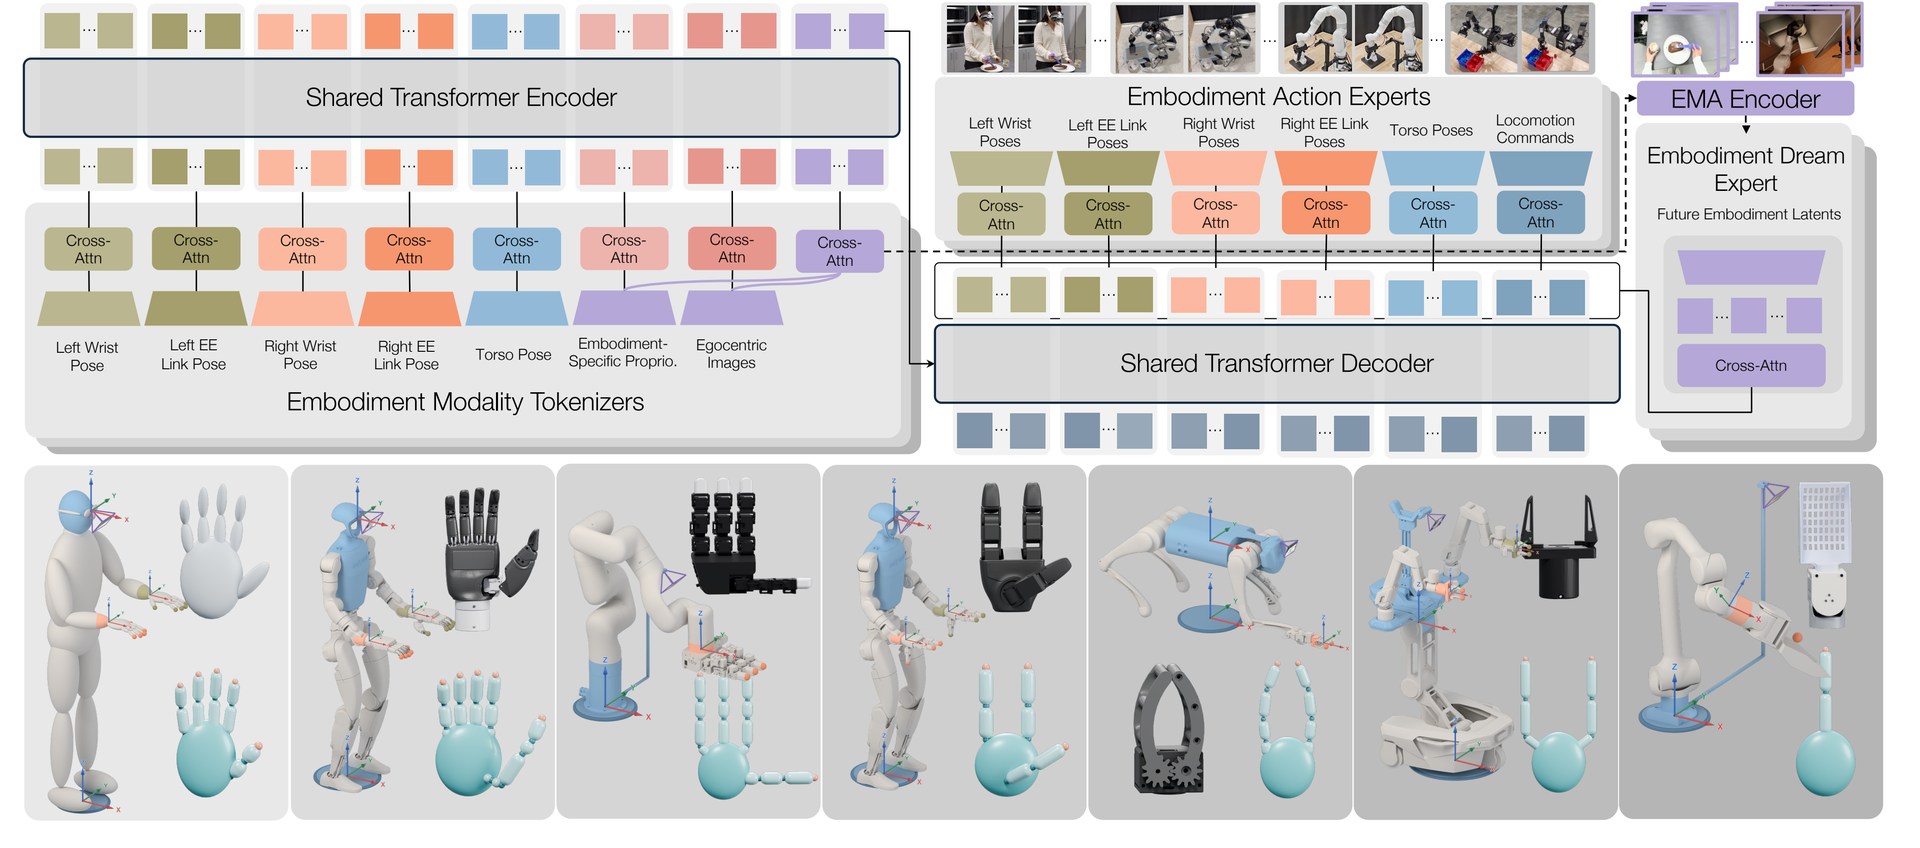 Shared Transformer Encoder
Cross-
Attn
Cross-
Attn
Cross-
Attn
Cross-
Attn
Cross-
Attn
Cross-
Attn
Cross-
Attn
Cross-
Attn
Left Wrist
Pose
Left EE
Link Pose
Right Wrist
Pose
Right EE
Link Pose
Torso Pose
Embodiment-
Specific Proprio.
Egocentric
Images
Embodiment Modality Tokenizers
Embodiment Action Experts
Left Wrist
Poses
Left EE Link
Poses
Right Wrist
Poses
Right EE Link
Poses
Torso Poses
Locomotion
Commands
Cross-
Attn
Cross-
Attn
Cross-
Attn
Cross-
Attn
Cross-
Attn
Cross-
Attn
Shared Transformer Decoder
EMA Encoder
Embodiment Dream
Expert
Future Embodiment Latents
Cross-Attn